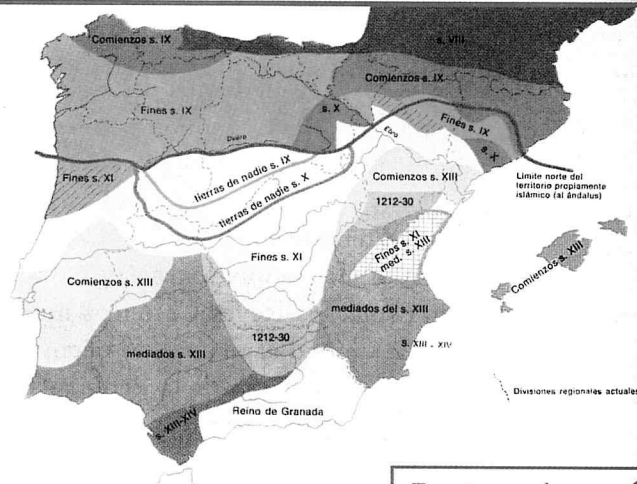 Comienzos s. IX
s. VIII
Comienzos s. IX
Fines s. IX
s. X
Fines s. IX
s. X
Duero
Ebro
Fines s. XI
tierras de nadie s. IX
tierras de nadie s. X
Comienzos s. XIII
Límite norte del
territorio propiamente
islámico (al ándalus)
1212-30
Fines s. XI
med. s. XIII
Fines s. XI
Comienzos s. XIII
Comienzos s. XIII
mediados del s. XIII
1212-30
s. XIII - XIV
mediados s. XIII
Divisiones regionales actuales
Reino de Granada
s. XIII-XIV